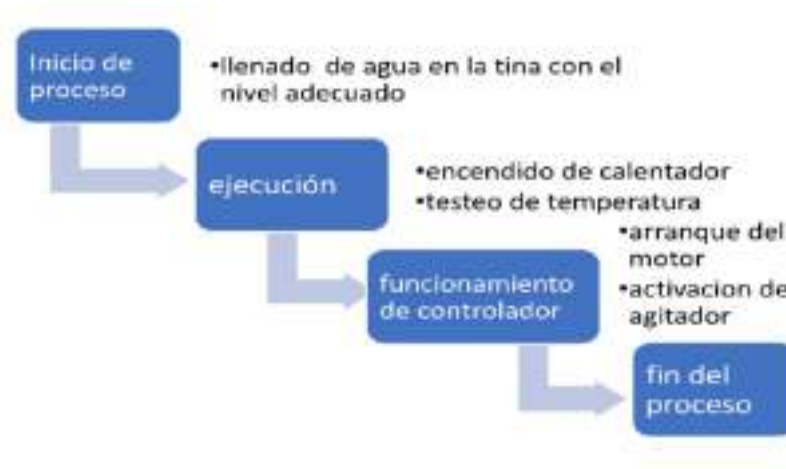 Inicio de
proceso
•llenado de agua en la tina con el
nivel adecuado
ejecución
•encendido de calentador
•testeo de temperatura
funcionamiento
de controlador
•arranque del
motor
•activacion de
agitador
fin del
proceso